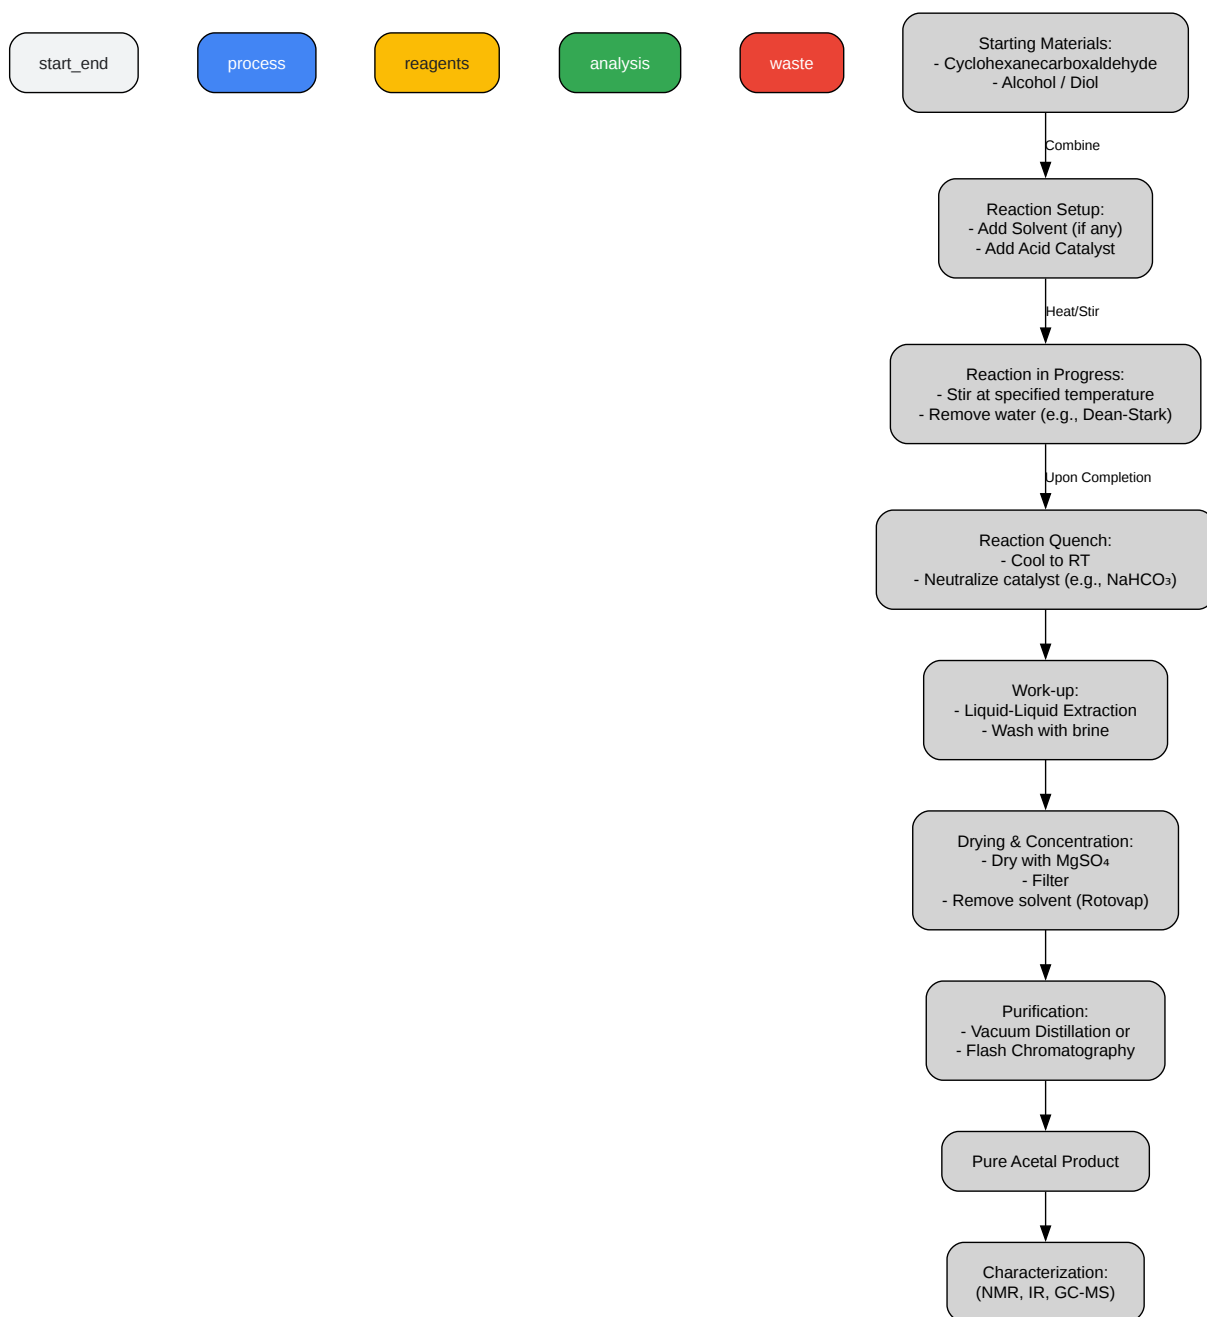 start_end
process
reagents
analysis
waste
Starting Materials:
- Cyclohexanecarboxaldehyde
- Alcohol / Diol
Combine
Reaction Setup:
- Add Solvent (if any)
- Add Acid Catalyst
Heat/Stir
Reaction in Progress:
- Stir at specified temperature
- Remove water (e.g., Dean-Stark)
Upon Completion
Reaction Quench:
- Cool to RT
- Neutralize catalyst (e.g., NaHCO₃)
Work-up:
- Liquid-Liquid Extraction
- Wash with brine
Drying & Concentration:
- Dry with MgSO₄
- Filter
- Remove solvent (Rotovap)
Purification:
- Vacuum Distillation or
- Flash Chromatography
Pure Acetal Product
Characterization:
(NMR, IR, GC-MS)